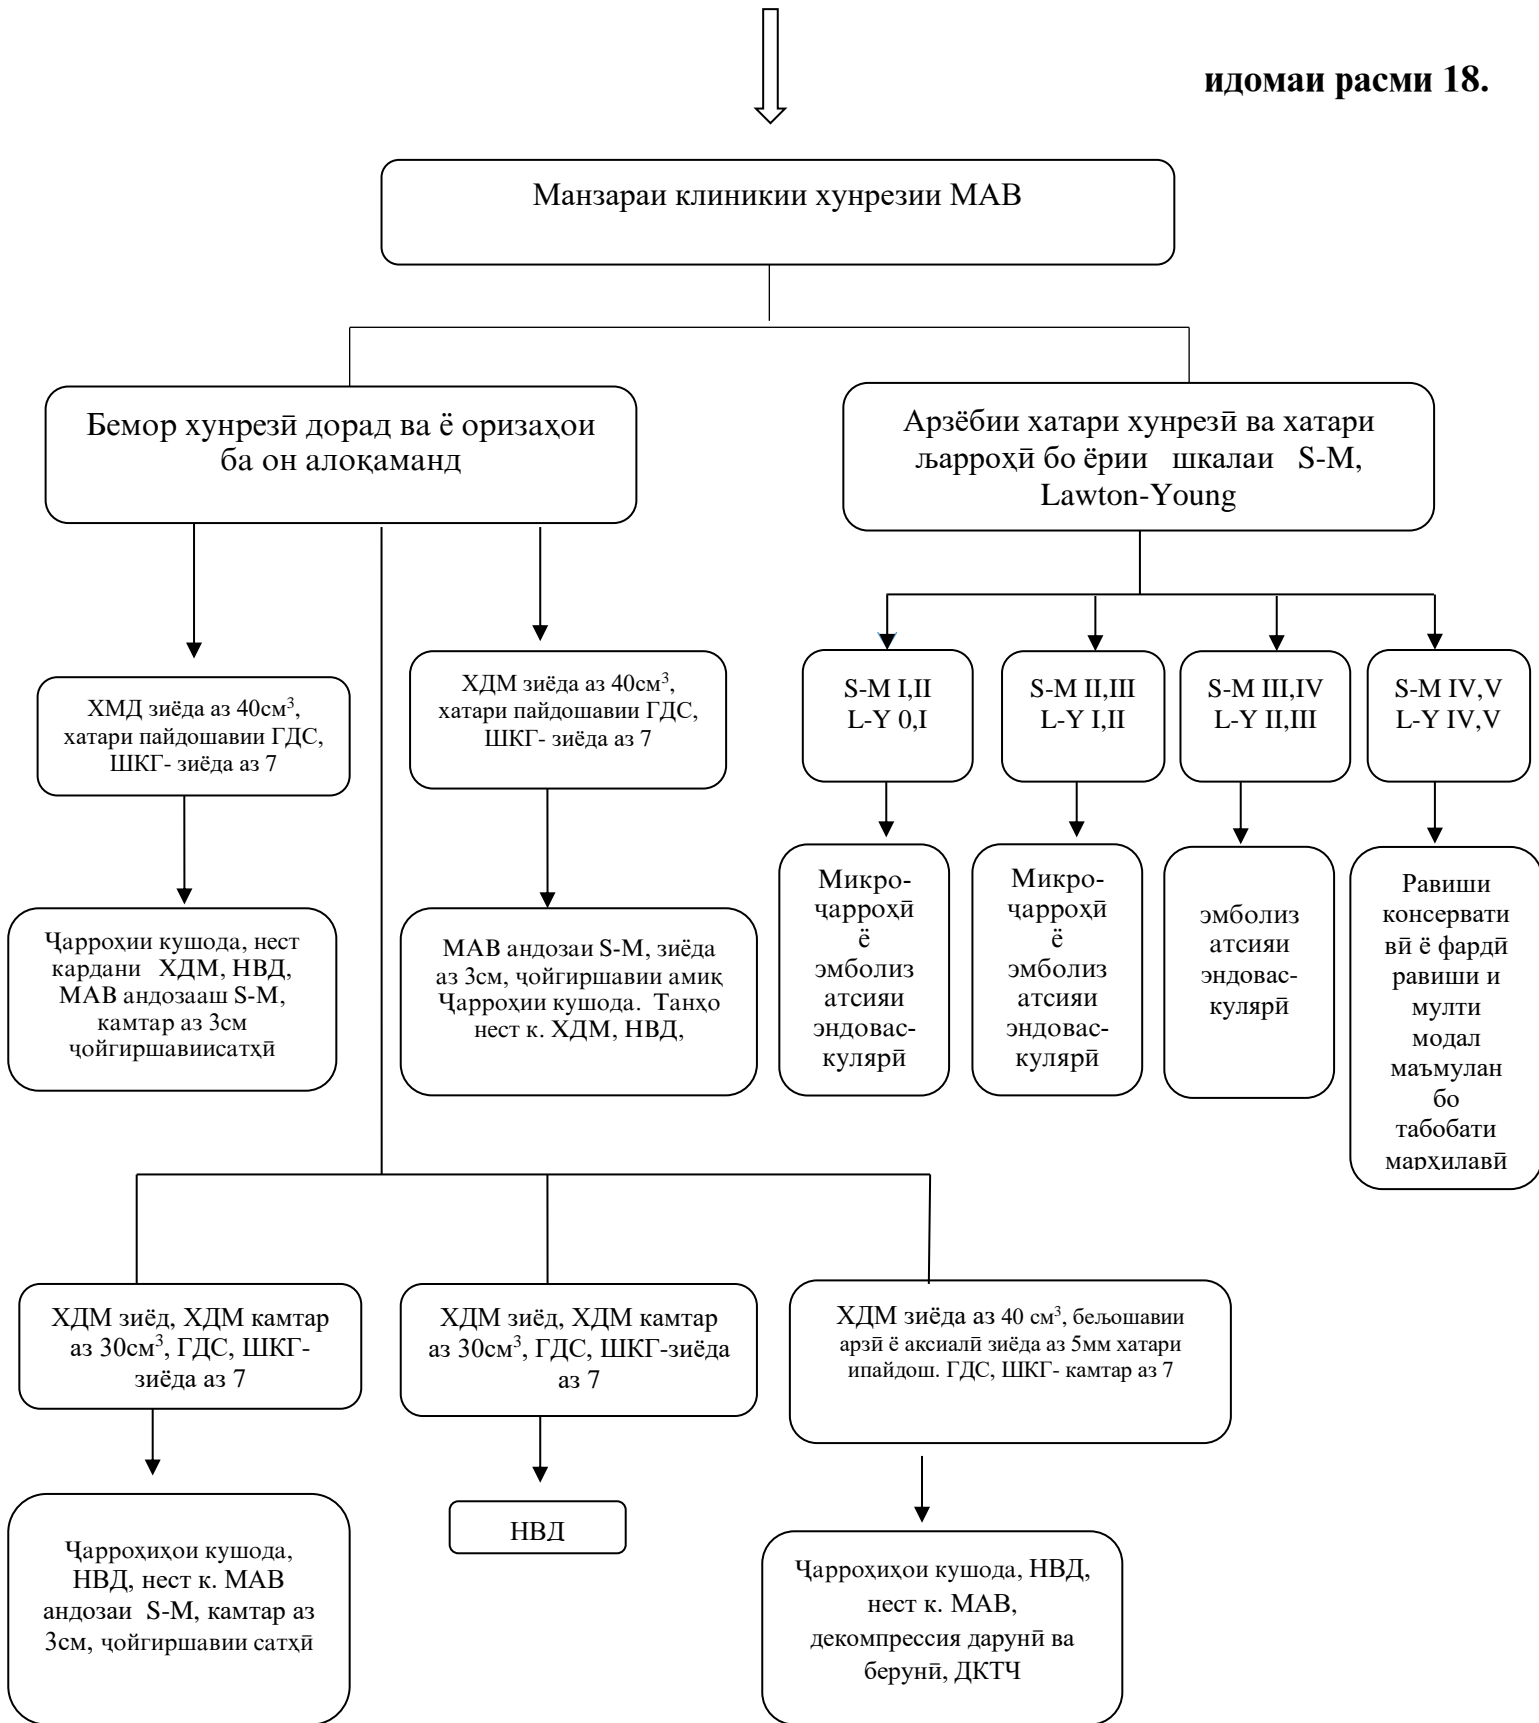 идомаи расми 18.
Манзараи клиникии хунрезии МАВ
Бемор хунрезӣ дорад ва ё оризаҳои
ба он алоқаманд
Арзёбии хатари хунрезӣ ва хатари
љарроҳӣ бо ёрии шкалаи S-M,
Lawton-Young
ХМД зиёда аз 40см³,
хатари пайдошавии ГДС,
ШКГ- зиёда аз 7
ХДМ зиёда аз 40см³,
хатари пайдошавии ГДС,
ШКГ- зиёда аз 7
S-M I,II
L-Y 0,I
S-M II,III
L-Y I,II
S-M III,IV
L-Y II,III
S-M IV,V
L-Y IV,V
Ҷарроҳии кушода, нест
кардани ХДМ, НВД,
МАВ андозааш S-M,
камтар аз 3см
ҷойгиршавиисатҳӣ
МАВ андозаи S-M, зиёда
аз 3см, ҷойгиршавии амиқ
Ҷарроҳии кушода. Танҳо
нест к. ХДМ, НВД,
Микро-
ҷарроҳӣ
ё
эмболиз
атсияи
эндовас-
кулярӣ
Микро-
ҷарроҳӣ
ё
эмболиз
атсияи
эндовас-
кулярӣ
эмболиз
атсияи
эндовас-
кулярӣ
Равиши
консервати
вӣ ё фардӣ
равиши и
мулти
модал
маъмулан
бо
табобати
марҳилавӣ
ХДМ зиёд, ХДМ камтар
аз 30см³, ГДС, ШКГ-
зиёда аз 7
ХДМ зиёд, ХДМ камтар
аз 30см³, ГДС, ШКГ-зиёда
аз 7
ХДМ зиёда аз 40 см³, бељошавии
арзӣ ё аксиалӣ зиёда аз 5мм хатари
ипайдош. ГДС, ШКГ- камтар аз 7
Ҷарроҳиҳои кушода,
НВД, нест к. МАВ
андозаи S-M, камтар аз
3см, ҷойгиршавии сатҳӣ
НВД
Ҷарроҳиҳои кушода, НВД,
нест к. МАВ,
декомпрессия дарунӣ ва
берунӣ, ДКТЧ